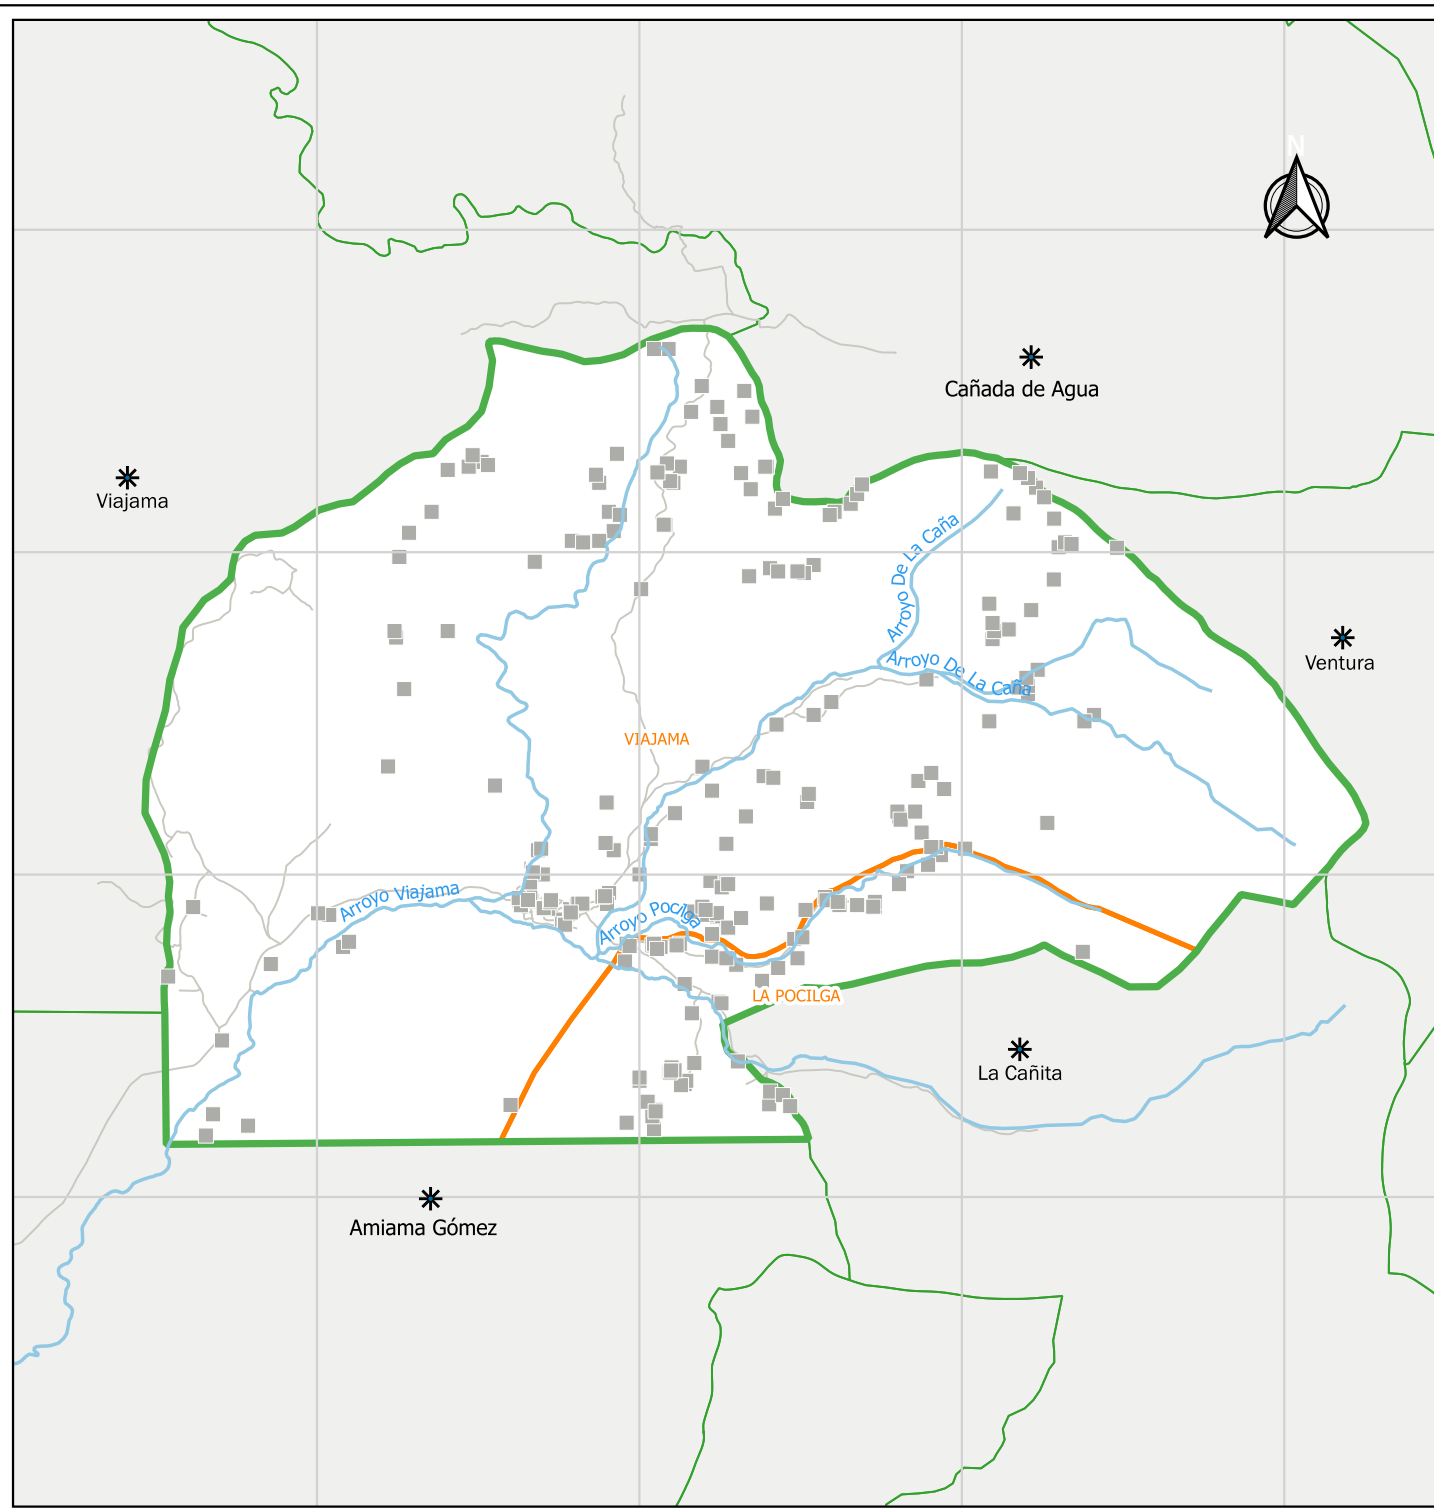 N
Cañada de Agua
Viajama
Arroyo De La Caña
Ventura
Arroyo De La Caña
VIAJAMA
Arroyo Viajama
Arroyo Pocilga
LA POCILGA
La Cañita
Amiama Gómez